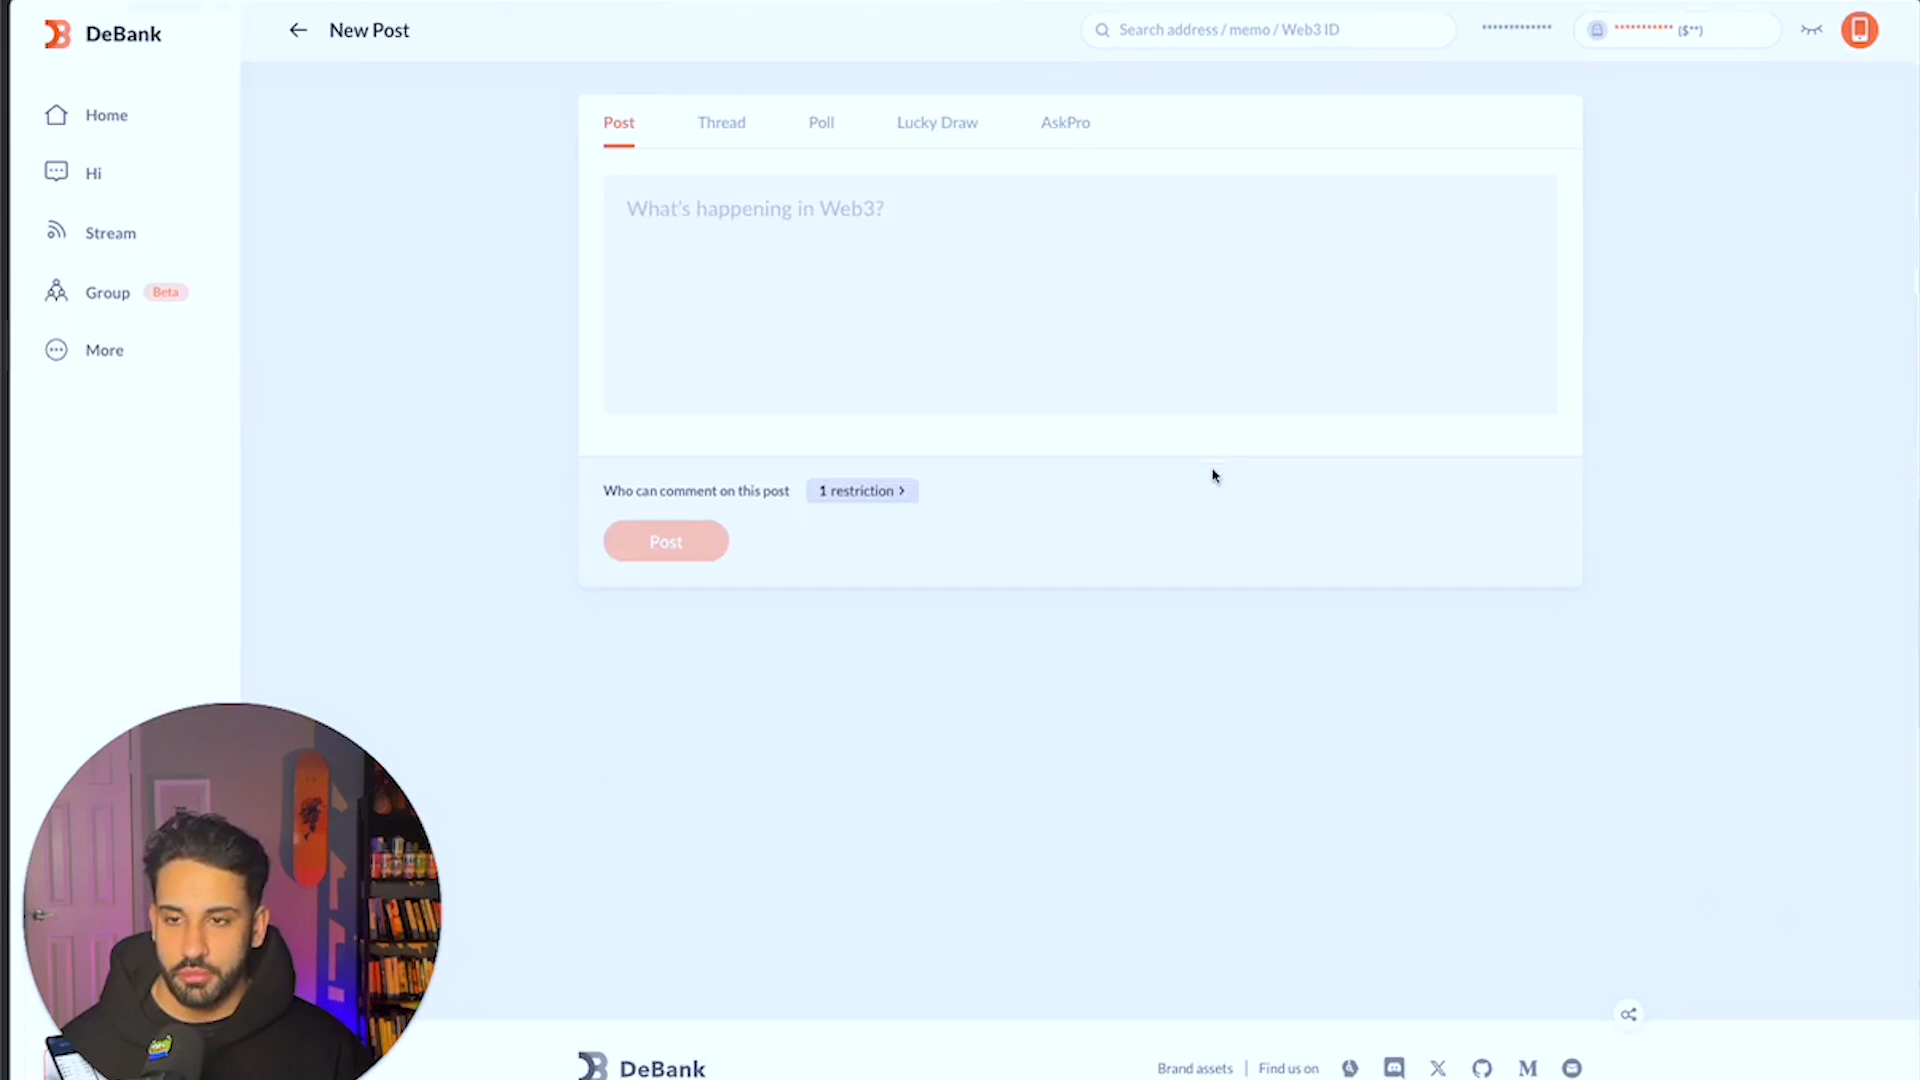 DeBank
New Post
Search address / memo / Web3 ID
*************
*********** ($**)
Home
Hi
Stream
Group Beta
More
Post Thread Poll Lucky Draw AskPro
What's happening in Web3?
Who can comment on this post 1 restriction >
Post
DeBank
Brand assets | Find us on